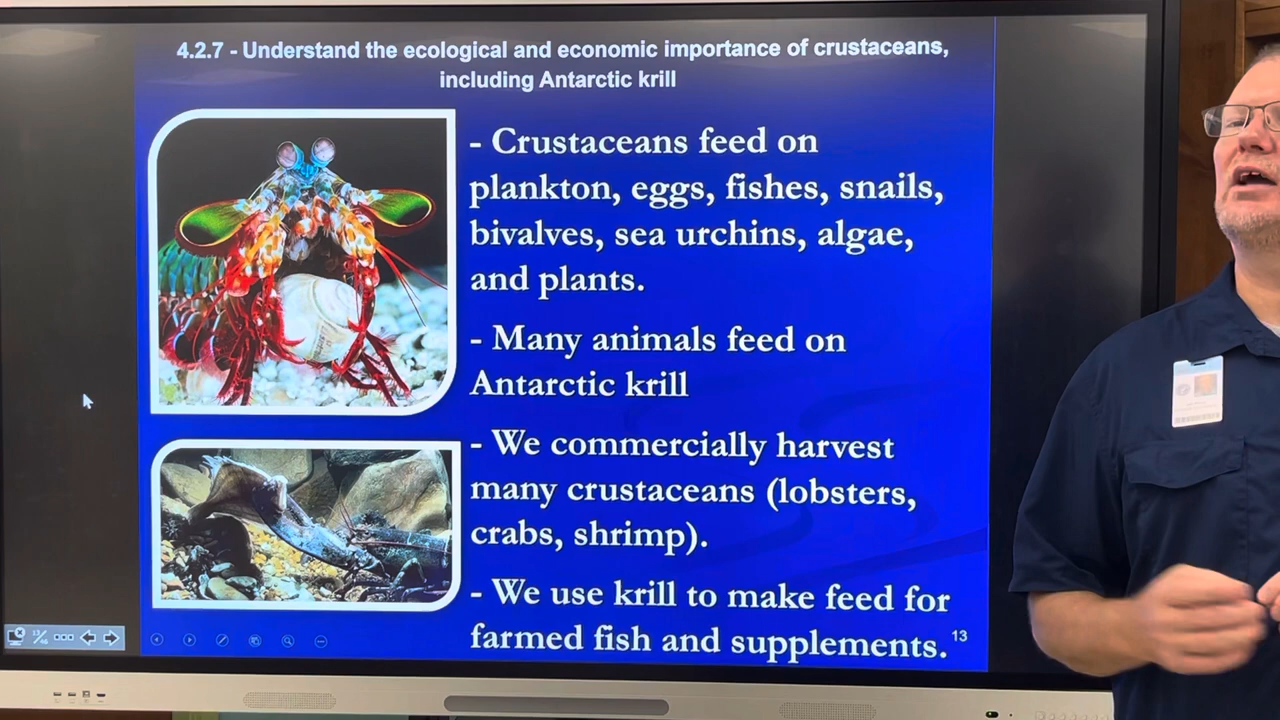 4.2.7 - Understand the ecological and economic importance of crustaceans,
including Antarctic krill
- Crustaceans feed on
plankton, eggs, fishes, snails,
bivalves, sea urchins, algae,
and plants.
- Many animals feed on
Antarctic krill
- We commercially harvest
many crustaceans (lobsters,
crabs, shrimp).
- We use krill to make feed for
farmed fish and supplements.
13